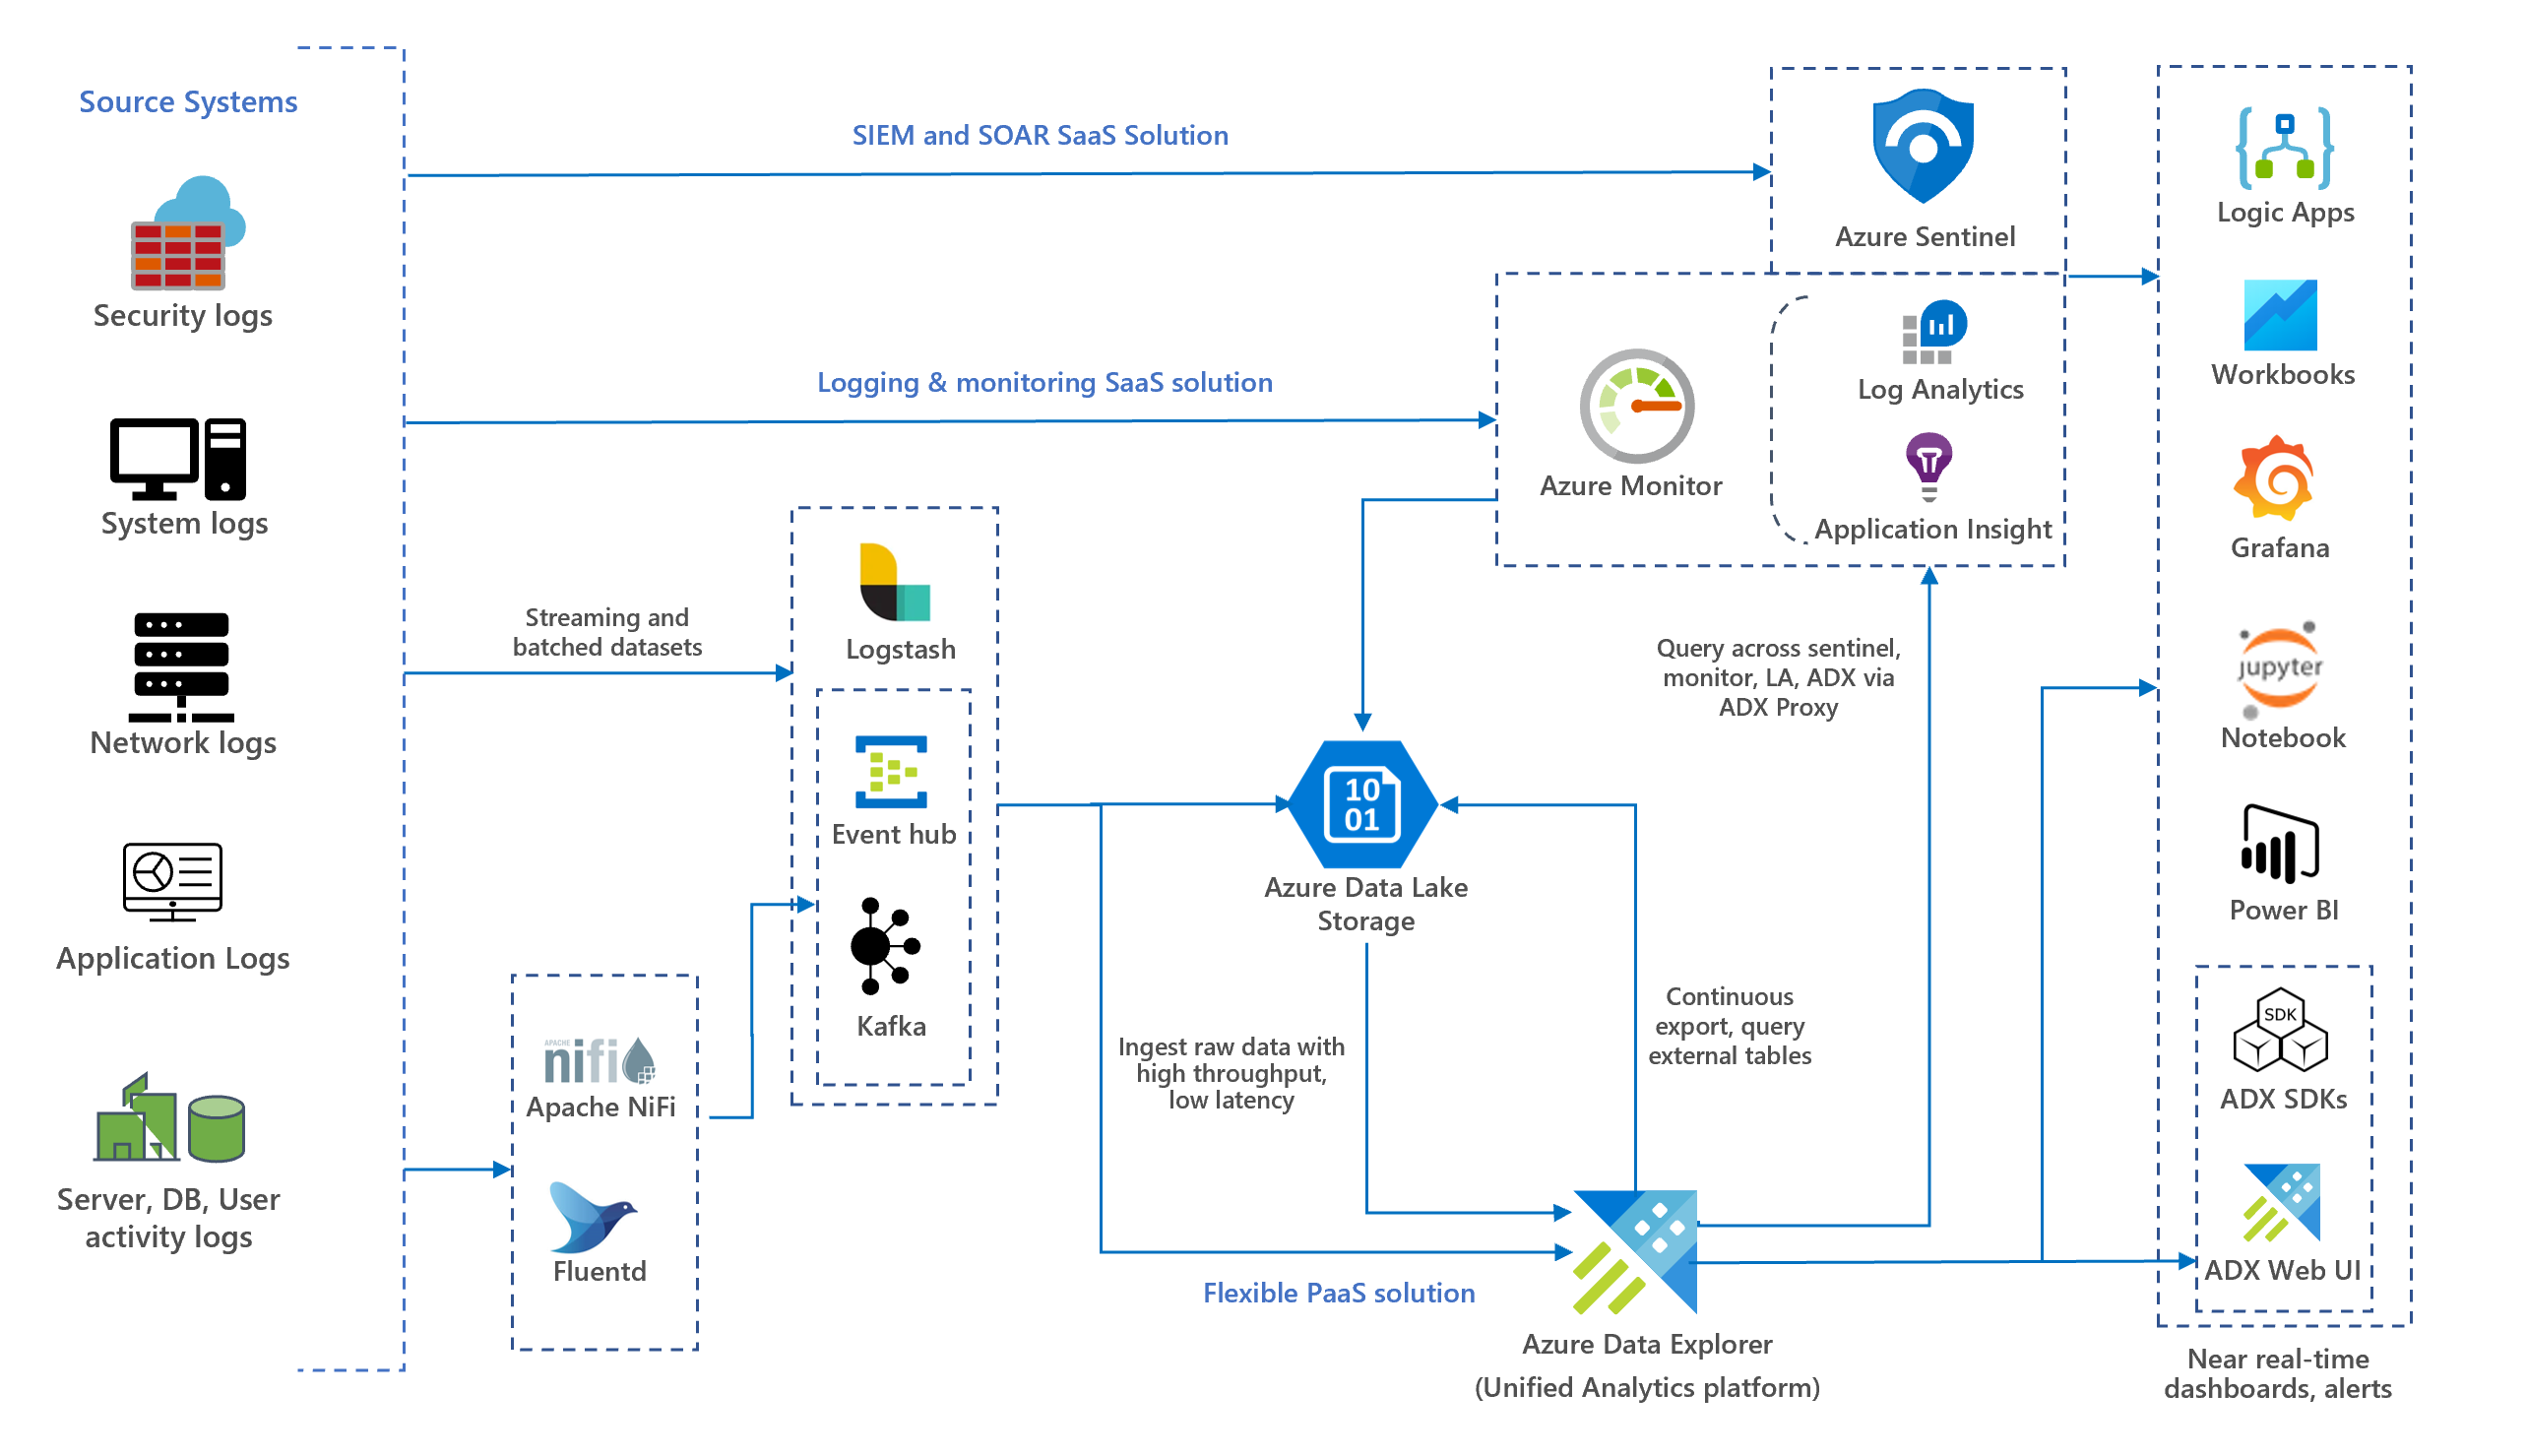 Source Systems
Security logs
System logs
Network logs
Application Logs
Server, DB, User
activity logs
SIEM and SOAR SaaS Solution
Logging & monitoring SaaS solution
Streaming and
batched datasets
APACHE
nifi
Apache NiFi
Fluentd
Logstash
Event hub
Kafka
Ingest raw data with
high throughput,
low latency
Flexible PaaS solution
10
01
Azure Data Lake
Storage
Azure Sentinel
Azure Monitor
Log Analytics
Application Insight
Query across sentinel,
monitor, LA, ADX via
ADX Proxy
Continuous
export, query
external tables
Azure Data Explorer
(Unified Analytics platform)
Logic Apps
Workbooks
Grafana
jupyter
Notebook
Power BI
SDK
ADX SDKs
ADX Web UI
Near real-time
dashboards, alerts